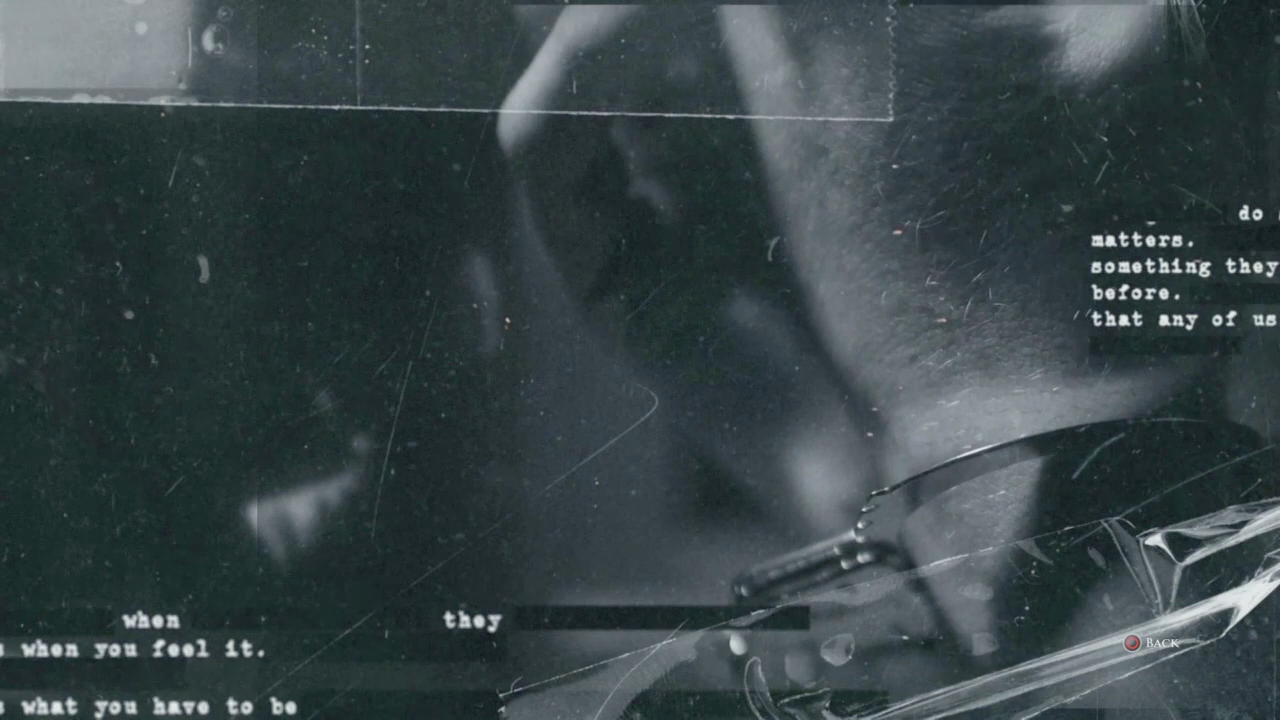 do
matters.
something they
before.
that any of us
when they
s when you feel it.
s what you have to be
BACK